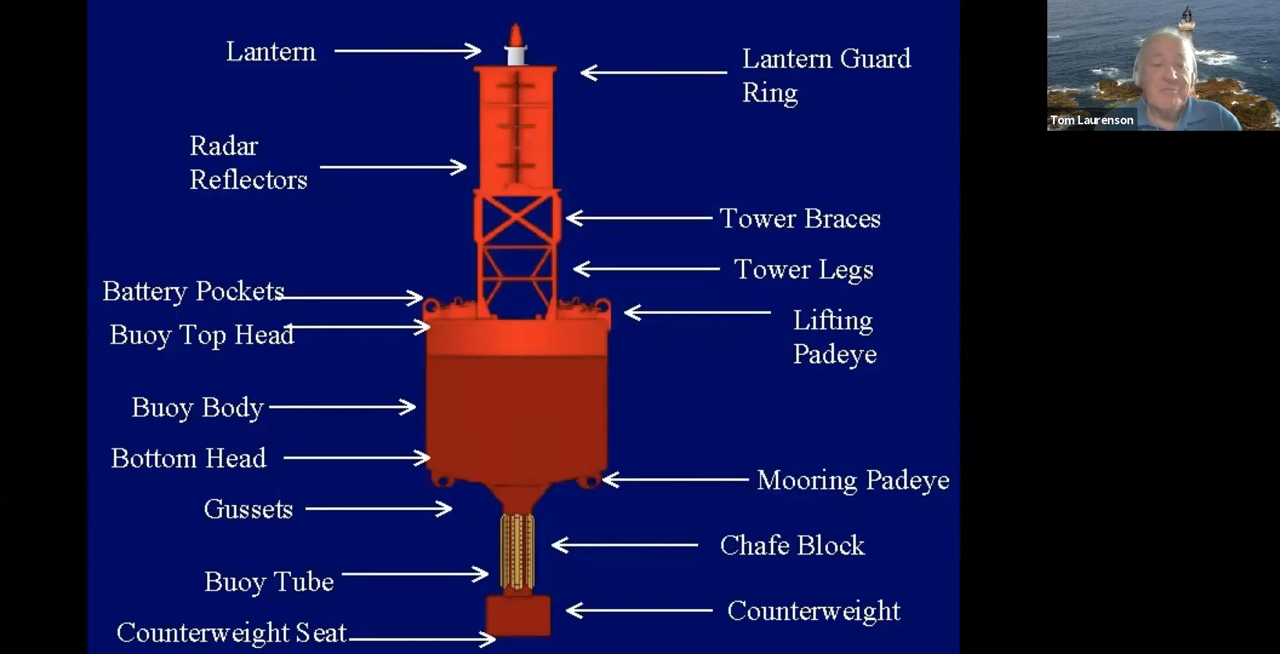 Lantern
Lantern Guard
Ring
Tom Laurenson
Radar
Reflectors
Tower Braces
Tower Legs
Battery Pockets
Buoy Top Head
Lifting
Padeye
Buoy Body
Bottom Head
Mooring Padeye
Gussets
Chafe Block
Buoy Tube
Counterweight
Counterweight Seat